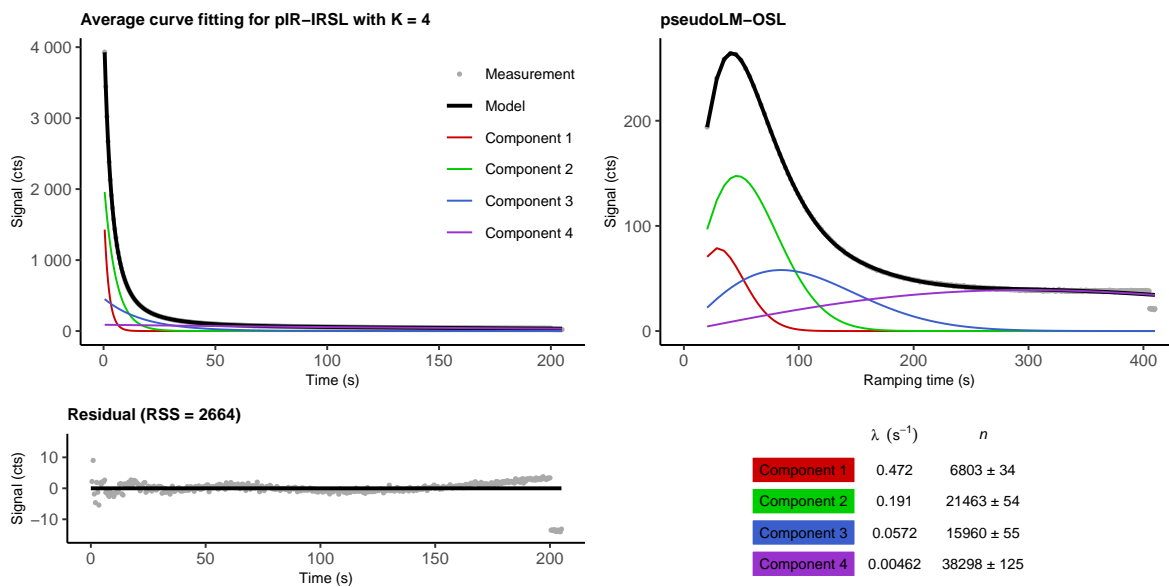 Average curve fitting for pIR−IRSL with K = 4
4 000
3 000
2 000
1 000
0
Signal (cts)
0 50 100 150 200
Time (s)
Measurement
Model
Component 1
Component 2
Component 3
Component 4
pseudoLM−OSL
200
100
0
Signal (cts)
0 100 200 300 400
Ramping time (s)
Residual (RSS = 2664)
10
0
−10
Signal (cts)
0 50 100 150 200
Time (s)
λ (s⁻¹) n
Component 1 0.472 6803 ± 34
Component 2 0.191 21463 ± 54
Component 3 0.0572 15960 ± 55
Component 4 0.00462 38298 ± 125